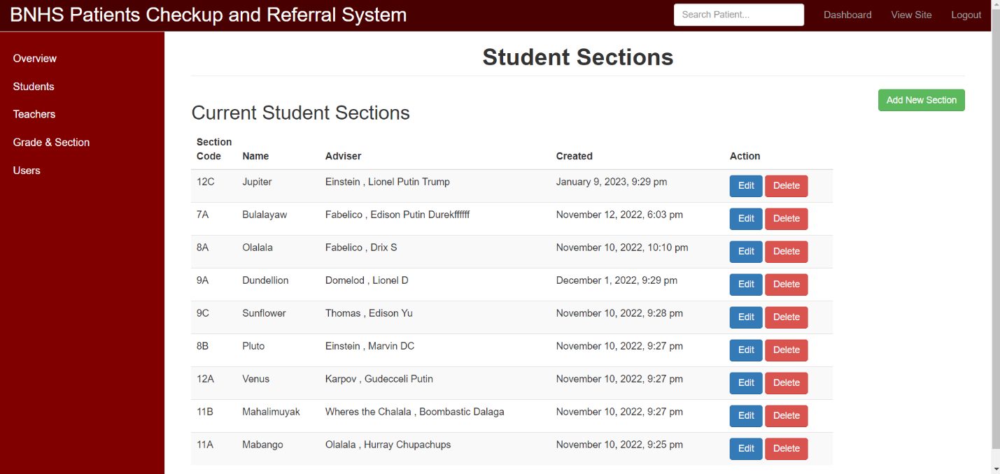 BNHS Patients Checkup and Referral System
Search Patient...
Dashboard
View Site
Logout
Overview
Students
Teachers
Grade & Section
Users
Student Sections
Add New Section
Current Student Sections
Section Code Name Adviser Created Action
12C Jupiter Einstein , Lionel Putin Trump January 9, 2023, 9:29 pm Edit Delete
7A Bulalayaw Fabelico , Edison Putin Durekffffff November 12, 2022, 6:03 pm Edit Delete
8A Olalala Fabelico , Drix S November 10, 2022, 10:10 pm Edit Delete
9A Dundellion Domelod , Lionel D December 1, 2022, 9:29 pm Edit Delete
9C Sunflower Thomas , Edison Yu November 10, 2022, 9:28 pm Edit Delete
8B Pluto Einstein , Marvin DC November 10, 2022, 9:27 pm Edit Delete
12A Venus Karpov , Gudecceli Putin November 10, 2022, 9:27 pm Edit Delete
11B Mahalimuyak Wheres the Chalala , Boombastic Dalaga November 10, 2022, 9:27 pm Edit Delete
11A Mabango Olalala , Hurray Chupachups November 10, 2022, 9:25 pm Edit Delete